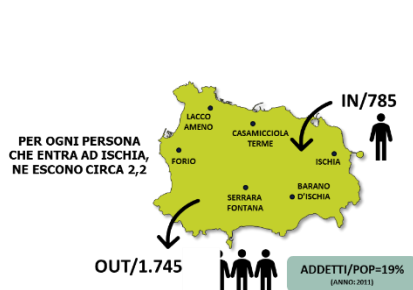 IN/785
LACCO
AMENO
CASAMICCIOLA
TERME
PER OGNI PERSONA
CHE ENTRA AD ISCHIA,
NE ESCONO CIRCA 2,2
FORIO
ISCHIA
SERRARA
FONTANA
BARANO
D'ISCHIA
OUT/1.745
ADDETTI/POP=19%
(ANNO:2011)